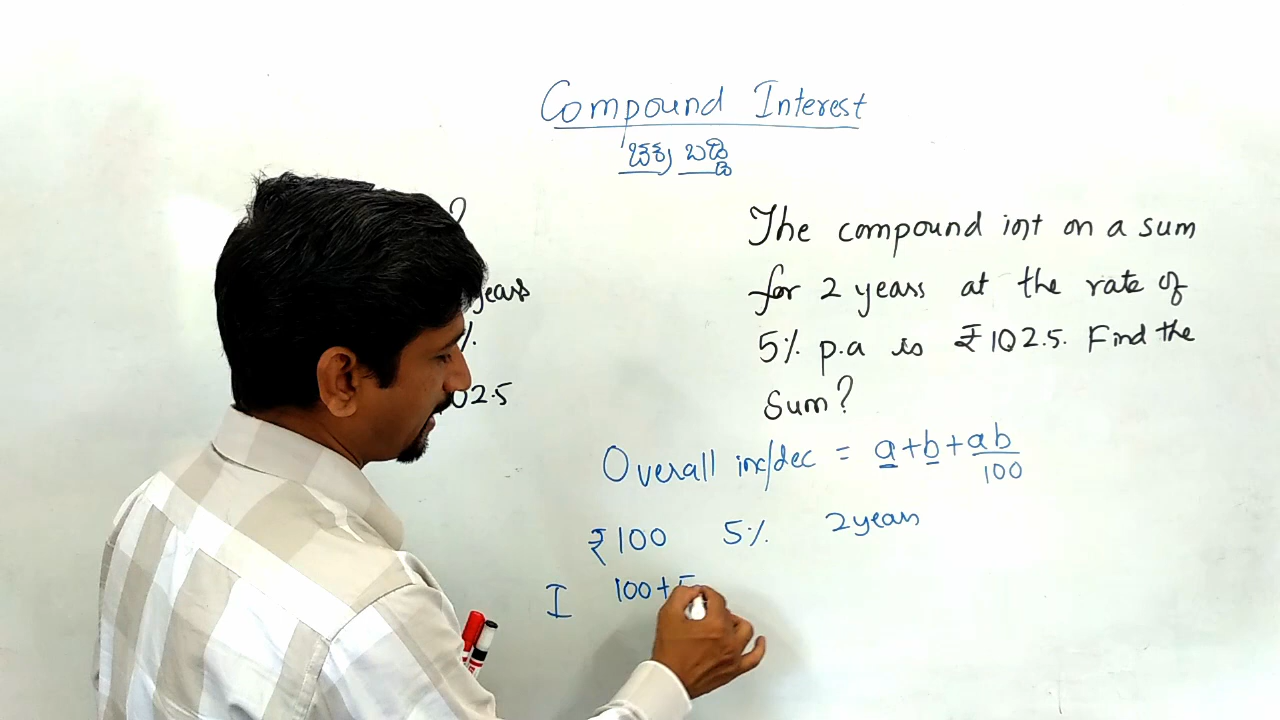 Compound Interest
ಚಕ್ರ ಬಡ್ಡಿ
?
years
%.
02.5
The compound int on a sum
for 2 years at the rate of
5% p.a is ₹102.5. Find the
Sum?
Overall inc/dec = a+b+ab/100
₹100 5% 2years
I 100+5